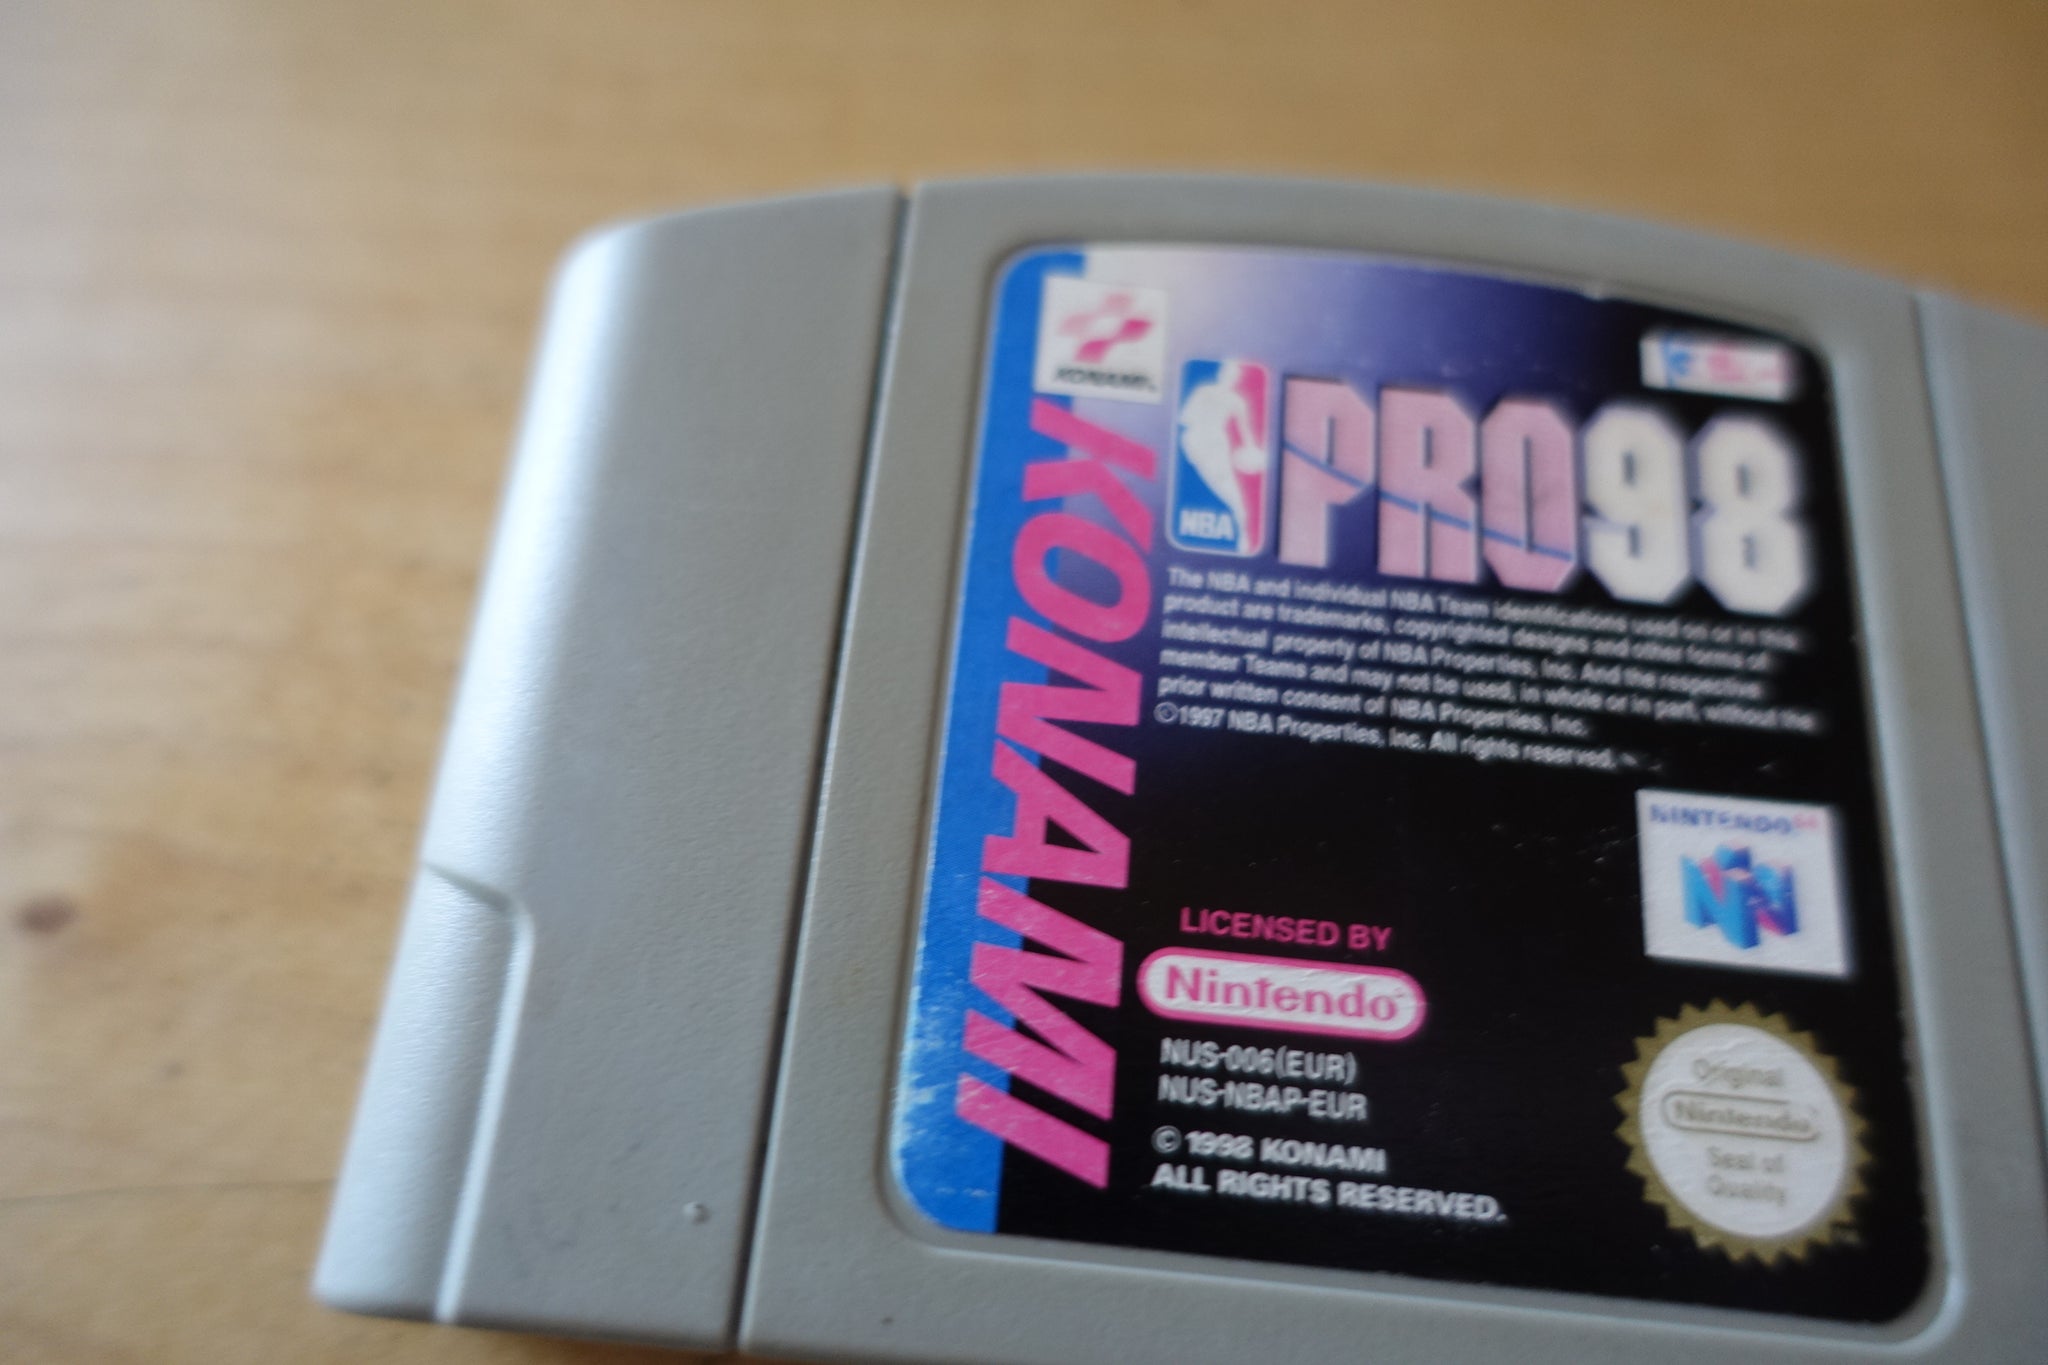 KONAMI
KONAMI
NBA
PRO98
The NBA and individual NBA Team identifications used on or in this
product are trademarks, copyrighted designs and other forms of
intellectual property of NBA Properties, Inc. And the respective
member Teams and may not be used, in whole or in part, without the
prior written consent of NBA Properties, Inc.
©1997 NBA Properties, Inc. All rights reserved.
NINTENDO64
LICENSED BY
Nintendo
NUS-006(EUR)
NUS-NBAP-EUR
© 1998 KONAMI
ALL RIGHTS RESERVED.
Original
Nintendo
Seal of
Quality